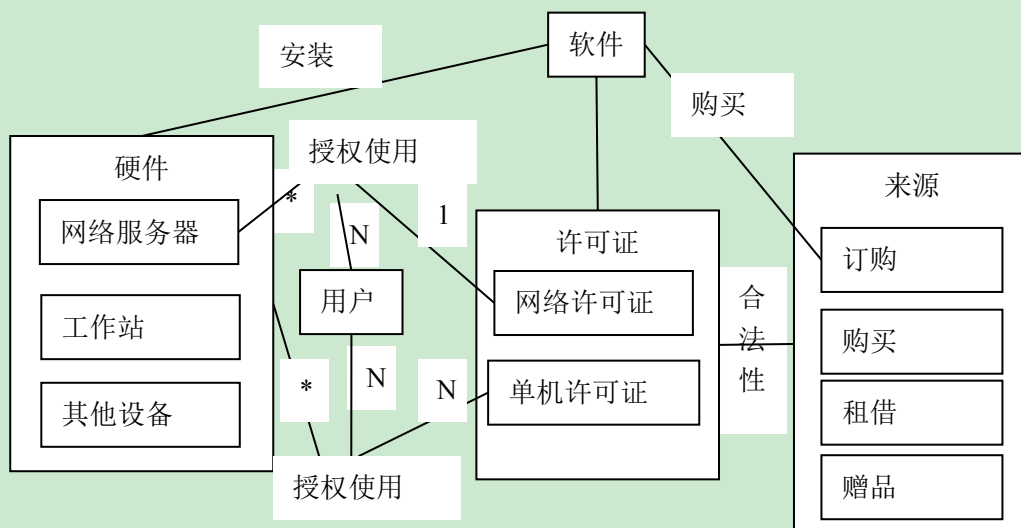 软件
安装
购买
授权使用
硬件
来源
*
1
网络服务器
N
许可证
订购
用户
网络许可证
合
法
性
工作站
购买
*
N
N
单机许可证
其他设备
租借
授权使用
赠品